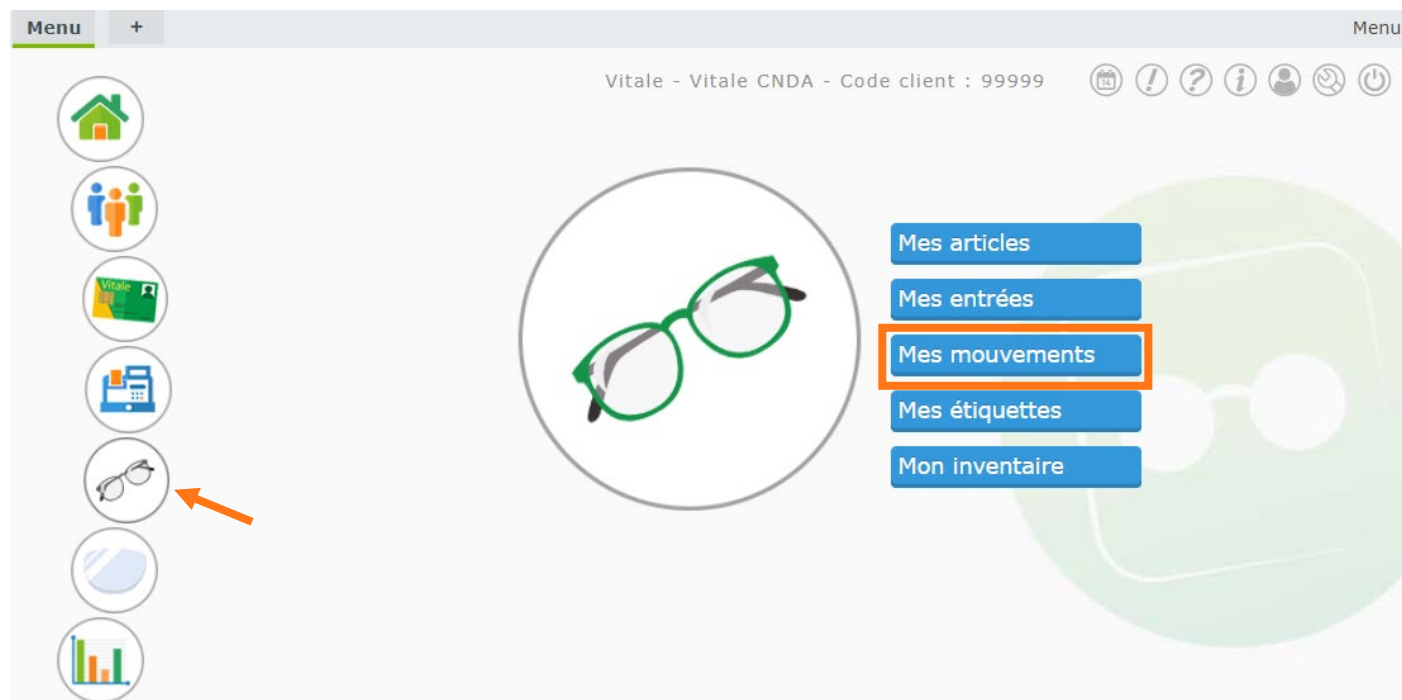 Menu +
Menu
Vitale - Vitale CNDA - Code client : 99999
14
Vitale
Mes articles
Mes entrées
Mes mouvements
Mes étiquettes
Mon inventaire